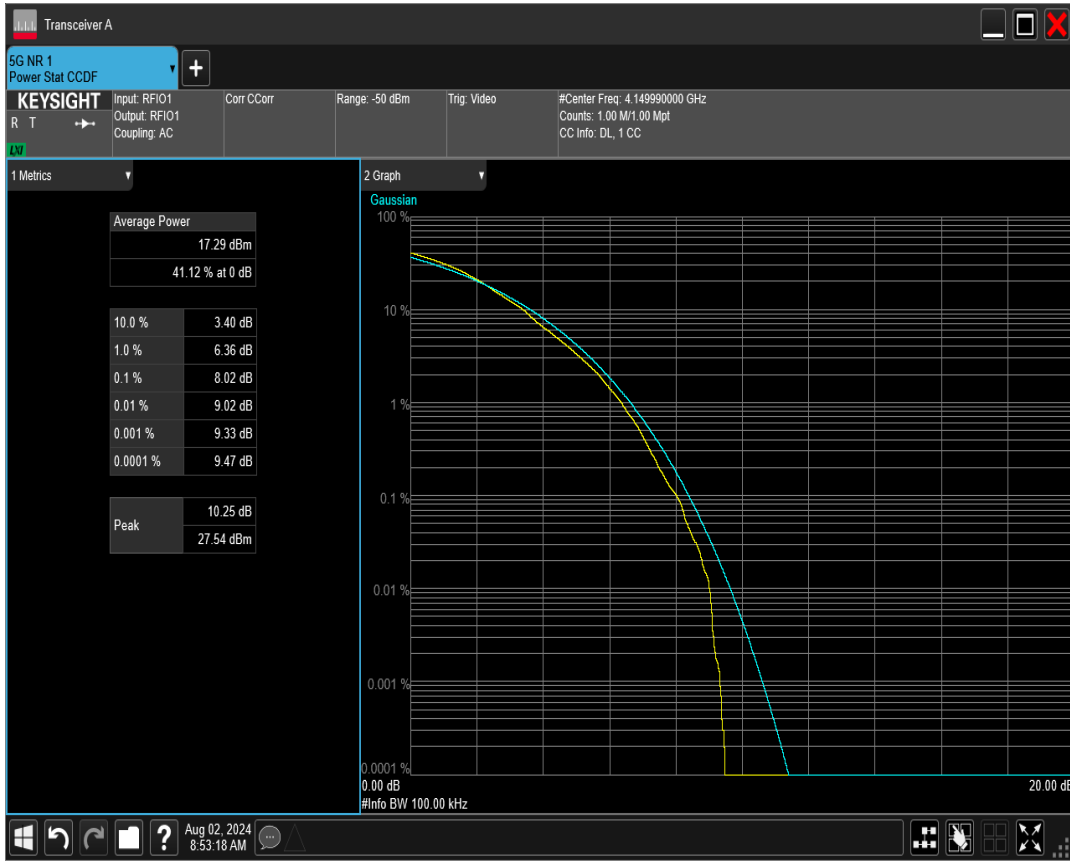 Transceiver A
5G NR 1
Power Stat CCDF
+
KEYSIGHT
R T
LXI
Input: RFIO1
Output: RFIO1
Coupling: AC
Corr CCorr
Range: -50 dBm
Trig: Video
#Center Freq: 4.149990000 GHz
Counts: 1.00 M/1.00 Mpt
CC Info: DL, 1 CC
1 Metrics
Average Power
17.29 dBm
41.12 % at 0 dB
10.0 % 3.40 dB
1.0 % 6.36 dB
0.1 % 8.02 dB
0.01 % 9.02 dB
0.001 % 9.33 dB
0.0001 % 9.47 dB
Peak
10.25 dB
27.54 dBm
2 Graph
Gaussian
100 %
10 %
1 %
0.1 %
0.01 %
0.001 %
0.0001 %
0.00 dB
20.00 dB
#Info BW 100.00 kHz
?
Aug 02, 2024
8:53:18 AM